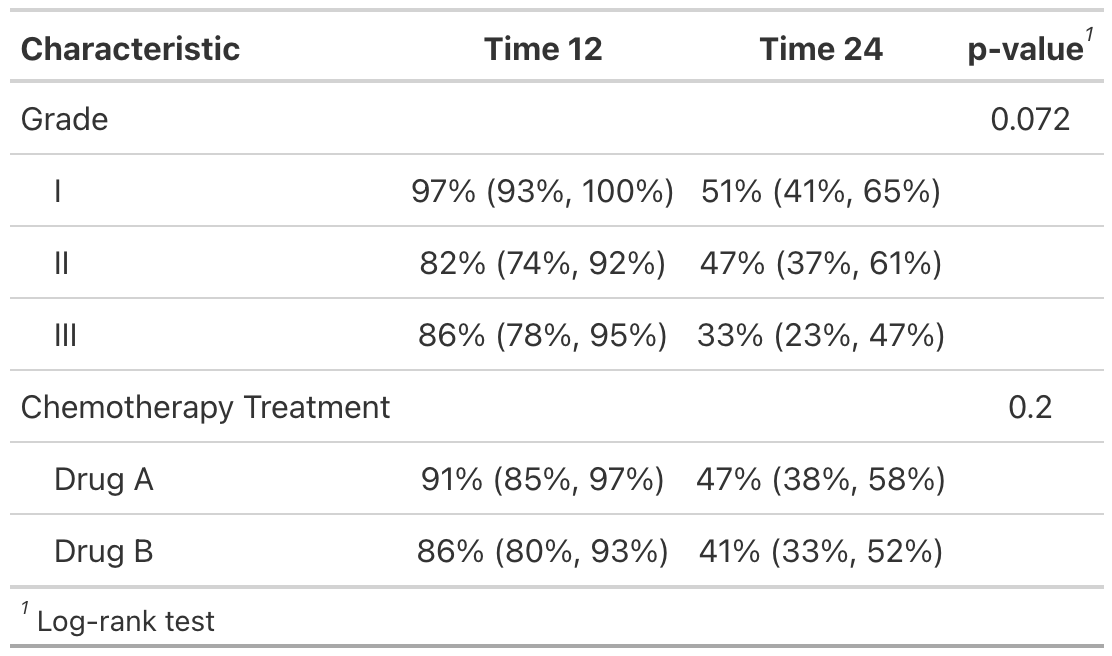 Characteristic Time 12 Time 24 p-value¹
Grade 0.072
I 97% (93%, 100%) 51% (41%, 65%)
II 82% (74%, 92%) 47% (37%, 61%)
III 86% (78%, 95%) 33% (23%, 47%)
Chemotherapy Treatment 0.2
Drug A 91% (85%, 97%) 47% (38%, 58%)
Drug B 86% (80%, 93%) 41% (33%, 52%)
¹ Log-rank test